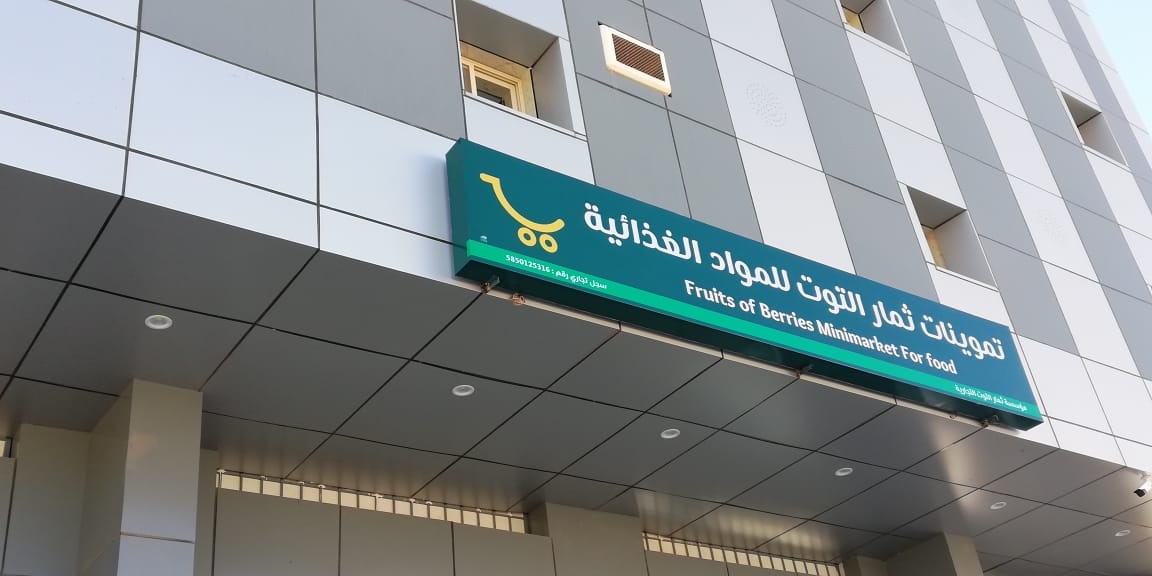 تموينات ثمار التوت للمواد الغذائية
Fruits of Berries Minimarket For food
مؤسسة ثمار التوت التجارية
سجل تجاري رقم : 5850125316